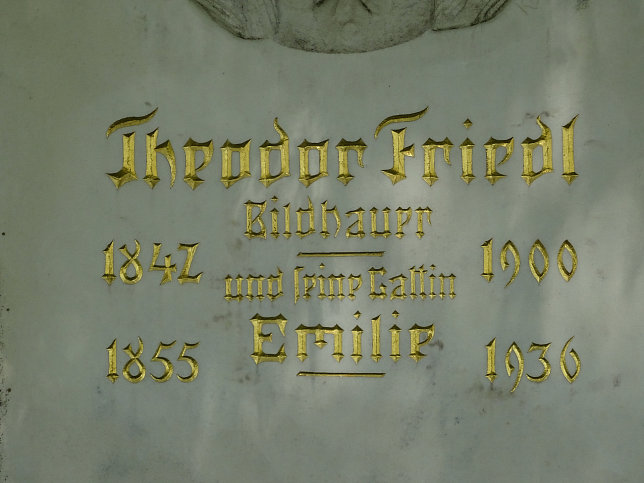 Theodor Friedl
Bildhauer
1842 1900
und seine Gattin
Emilie
1855 1936